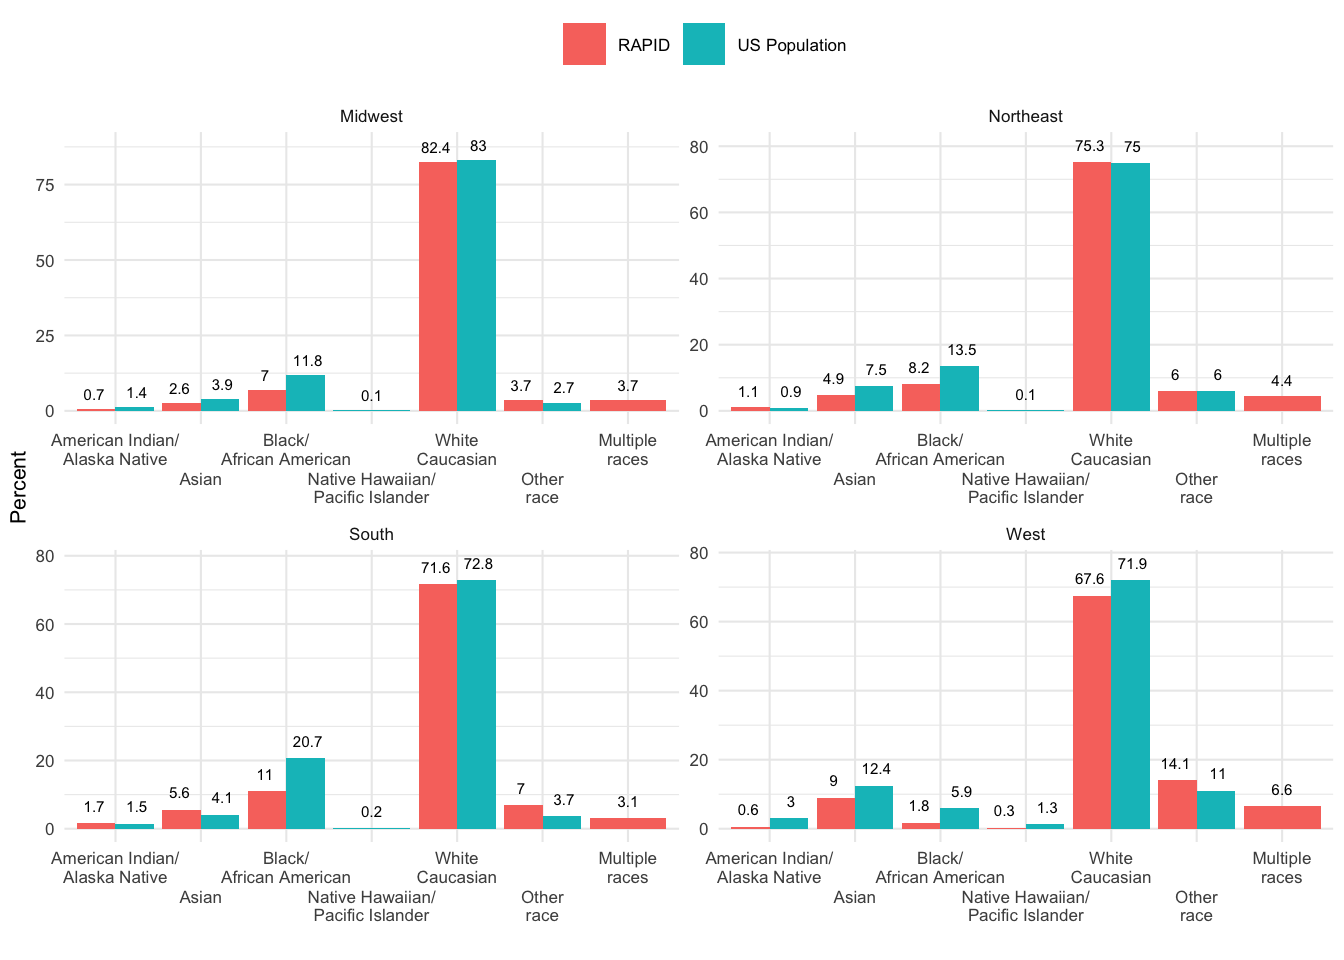 RAPID US Population
Midwest
82.4 83
75
50
25
0.7 1.4 2.6 3.9 7 11.8 0.1 3.7 2.7 3.7
0
American Indian/ Black/ White Multiple
Alaska Native African American Caucasian races
Asian Native Hawaiian/ Other
Pacific Islander race
Northeast
80 75.3 75
60
40
20
1.1 0.9 4.9 7.5 8.2 13.5 0.1 6 6 4.4
0
American Indian/ Black/ White Multiple
Alaska Native African American Caucasian races
Asian Native Hawaiian/ Other
Pacific Islander race
Percent
South
80
71.6 72.8
60
40
20
1.7 1.5 5.6 4.1 11 20.7 0.2 7 3.7 3.1
0
American Indian/ Black/ White Multiple
Alaska Native African American Caucasian races
Asian Native Hawaiian/ Other
Pacific Islander race
West
80
67.6 71.9
60
40
20
0.6 3 9 12.4 1.8 5.9 0.3 1.3 14.1 11 6.6
0
American Indian/ Black/ White Multiple
Alaska Native African American Caucasian races
Asian Native Hawaiian/ Other
Pacific Islander race